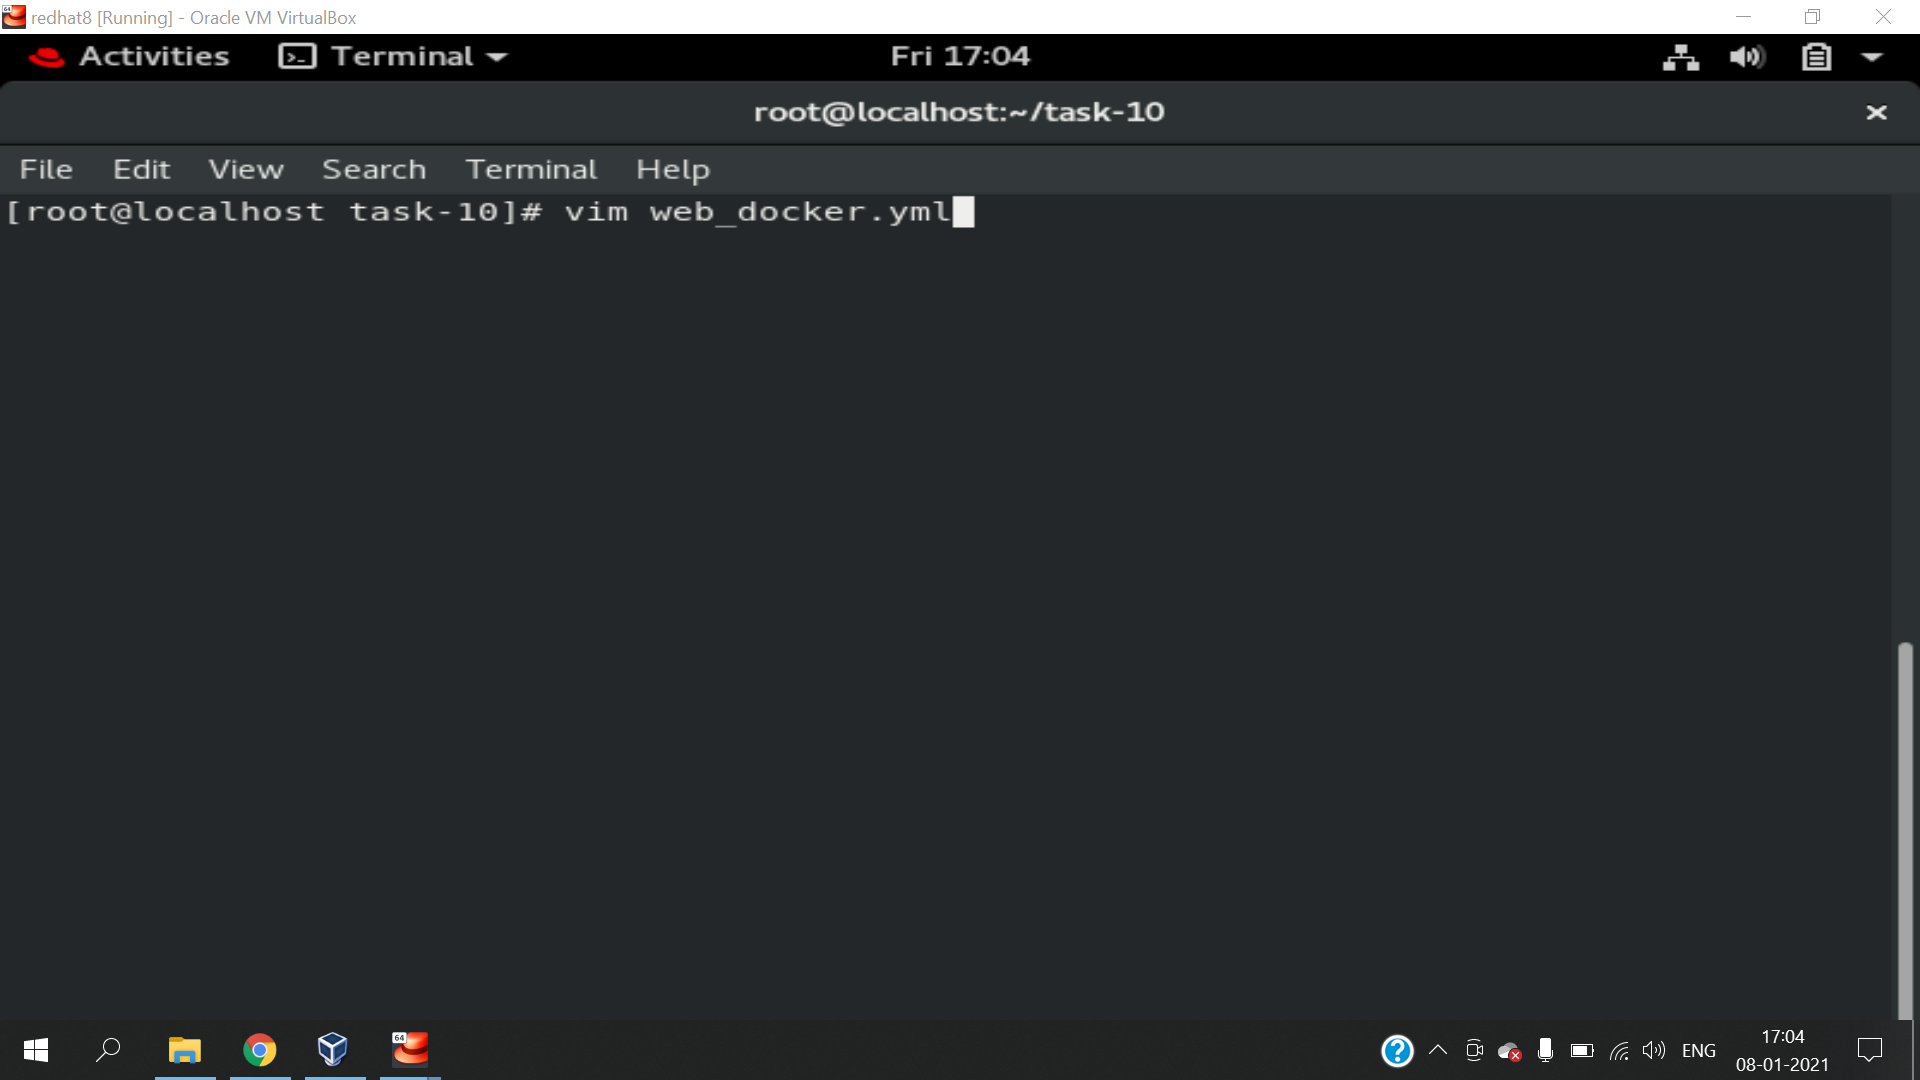 redhat8 [Running] - Oracle VM VirtualBox
Activities Terminal Fri 17:04
root@localhost:~/task-10
File Edit View Search Terminal Help
[root@localhost task-10]# vim web_docker.yml
64
ENG
17:04
08-01-2021